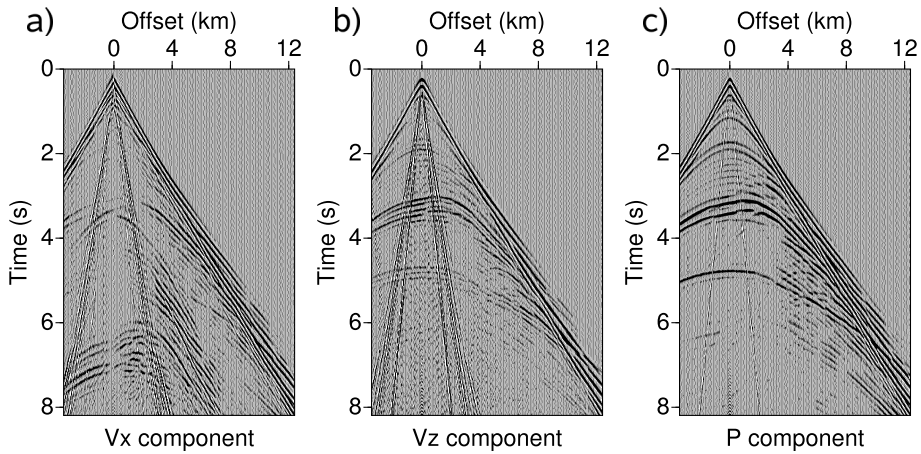 a) Offset (km)
0 4 8 12
0
2
4
6
8
Time (s)
Vx component
b) Offset (km)
0 4 8 12
0
2
4
6
8
Time (s)
Vz component
c) Offset (km)
0 4 8 12
0
2
4
6
8
Time (s)
P component